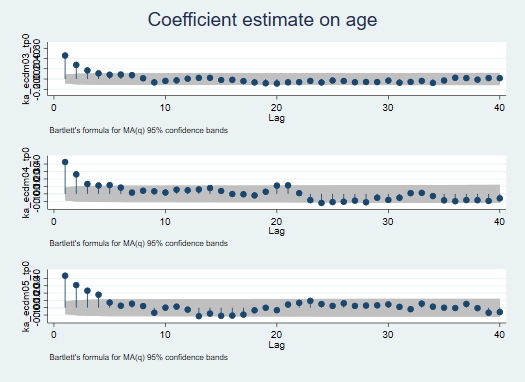 Coefficient estimate on age
ka_ecdm03_tp0
0 10 20 30 40
Lag
Bartlett's formula for MA(q) 95% confidence bands
ka_ecdm04_tp0
0 10 20 30 40
Lag
Bartlett's formula for MA(q) 95% confidence bands
ka_ecdm05_tp0
0 10 20 30 40
Lag
Bartlett's formula for MA(q) 95% confidence bands